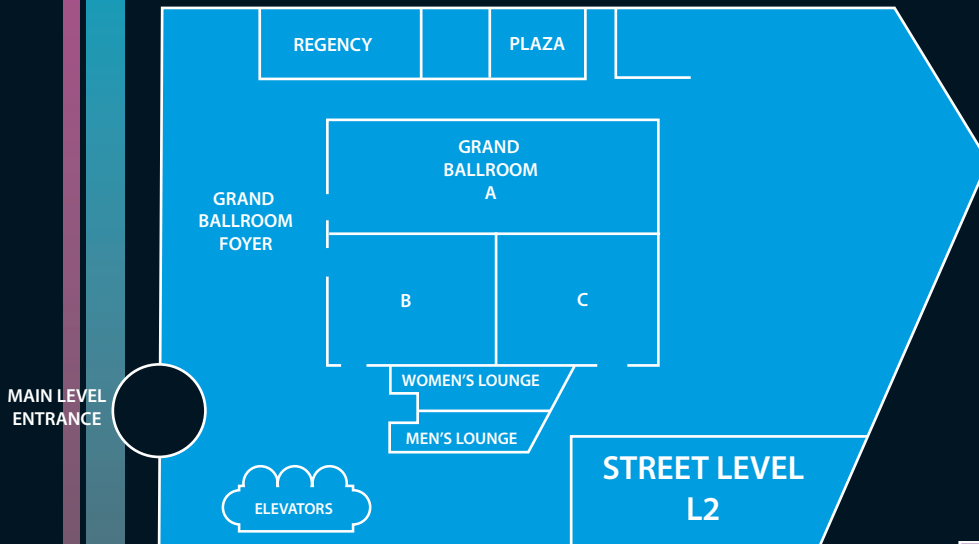 REGENCY
PLAZA
GRAND
BALLROOM
A
GRAND
BALLROOM
FOYER
B
C
MAIN LEVEL
ENTRANCE
WOMEN'S LOUNGE
MEN'S LOUNGE
ELEVATORS
STREET LEVEL
L2